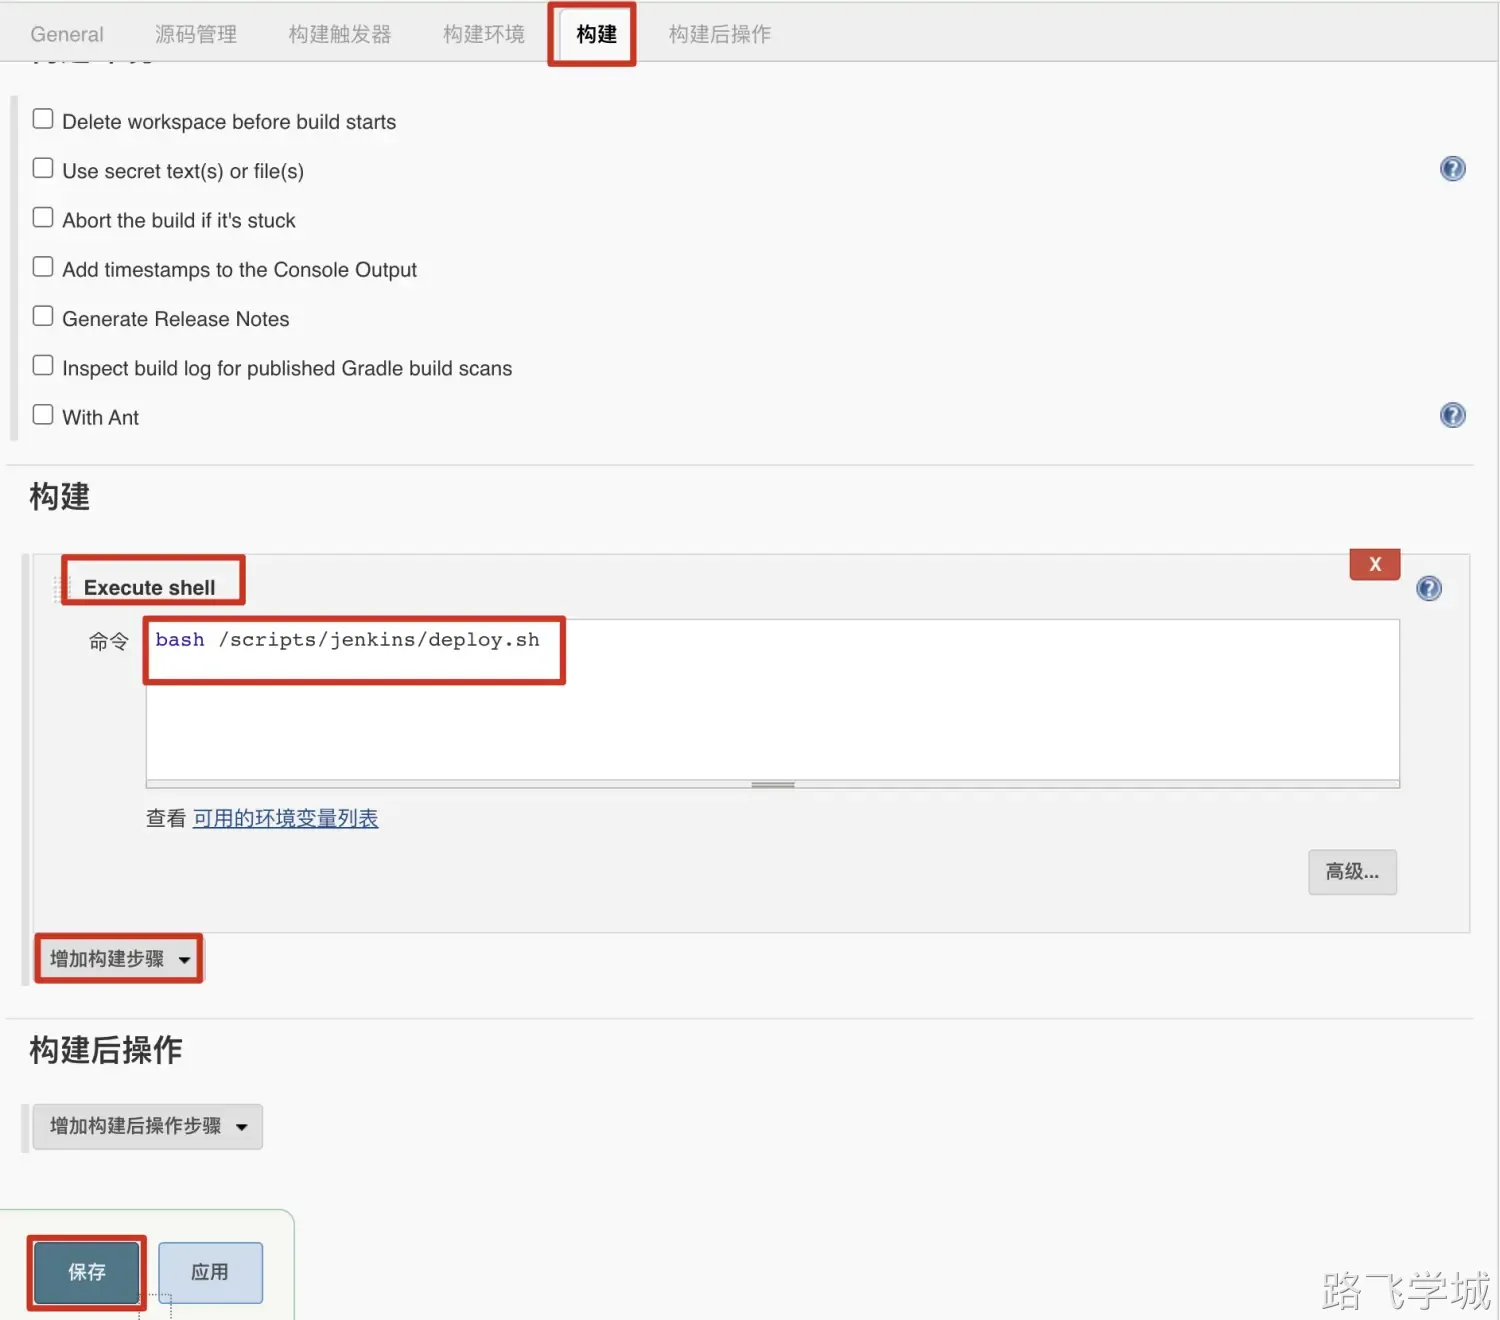 General 源码管理 构建触发器 构建环境 构建 构建后操作
Delete workspace before build starts
Use secret text(s) or file(s)
Abort the build if it's stuck
Add timestamps to the Console Output
Generate Release Notes
Inspect build log for published Gradle build scans
With Ant
构建
X
Execute shell
命令 bash /scripts/jenkins/deploy.sh
查看 可用的环境变量列表
高级...
增加构建步骤
构建后操作
增加构建后操作步骤
保存 应用
路飞学城